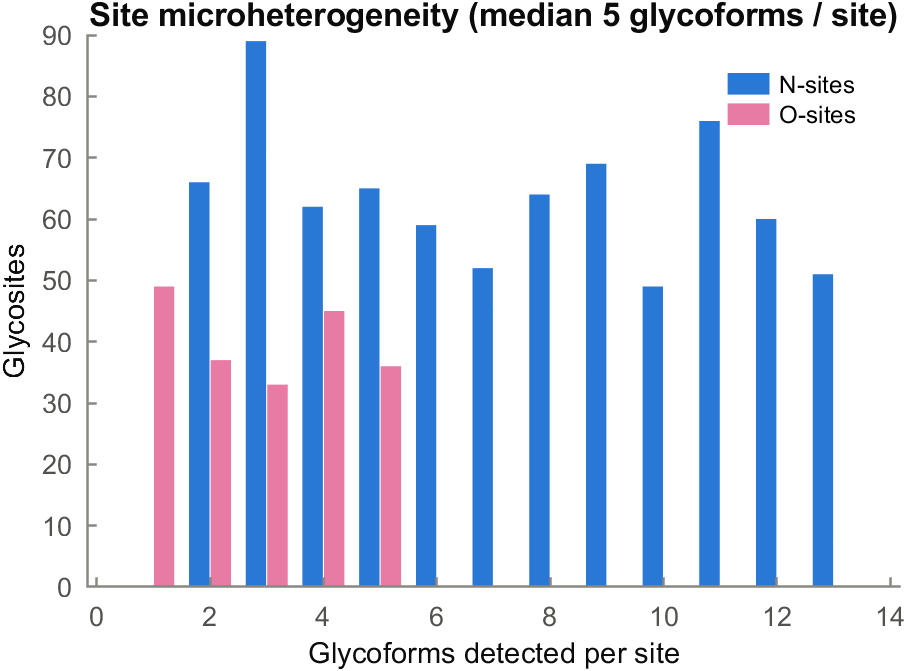 Site microheterogeneity (median 5 glycoforms / site)
90
80
70
60
50
40
30
20
10
0
Glycosites
N-sites
O-sites
0 2 4 6 8 10 12 14
Glycoforms detected per site